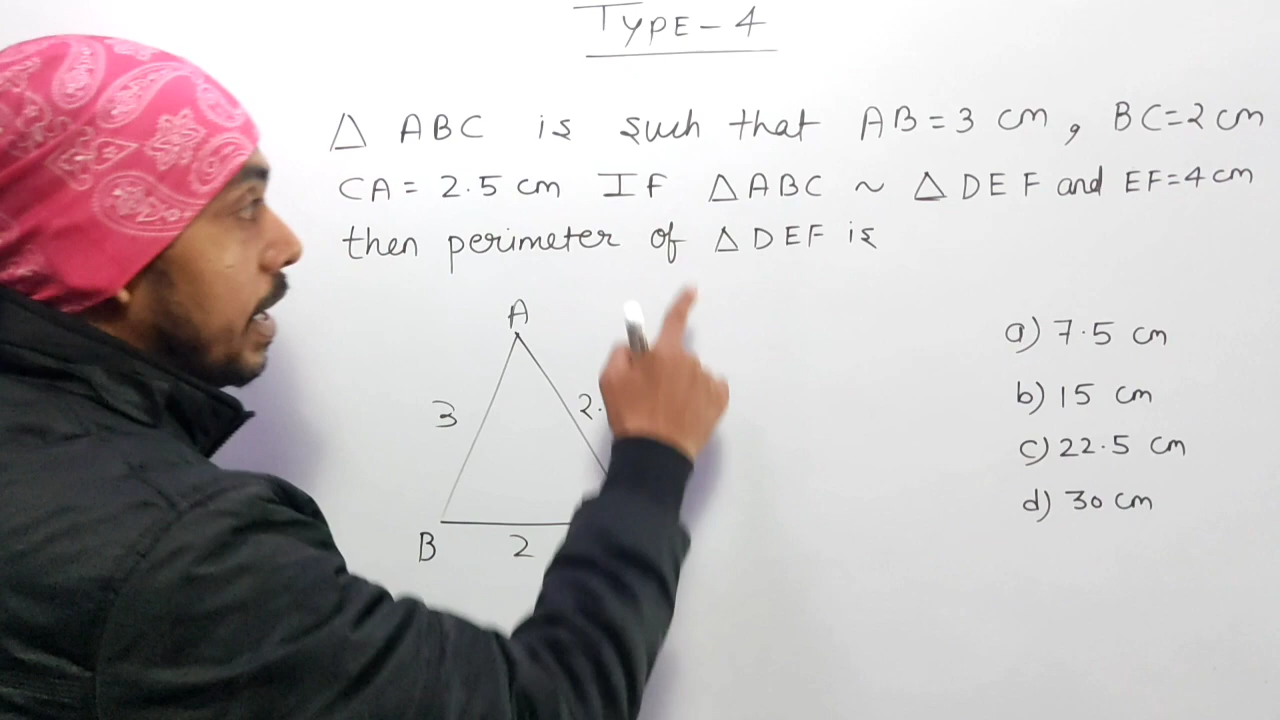 TYPE-4
△ ABC is such that AB=3 cm, BC=2 cm
CA= 2.5 cm If △ABC ~ △DEF and EF=4cm
then perimeter of △DEF is
A
3
2.
B
2
a) 7.5 cm
b) 15 cm
c) 22.5 cm
d) 30 cm